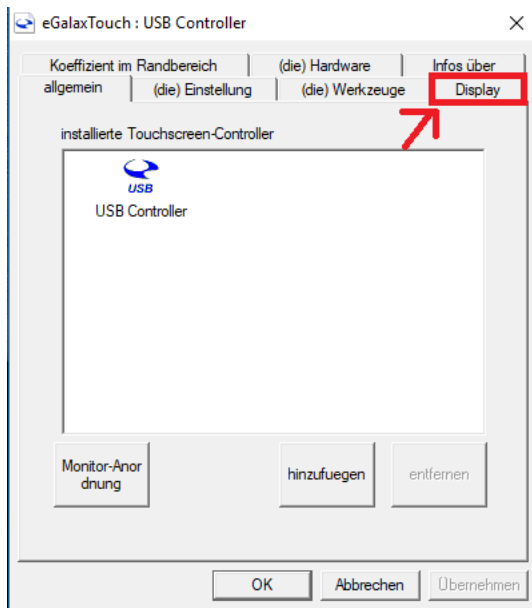 eGalaxTouch : USB Controller
Koeffizient im Randbereich
(die) Hardware
Infos über
allgemein
(die) Einstellung
(die) Werkzeuge
Display
installierte Touchscreen-Controller
USB
USB Controller
Monitor-Anor
dnung
hinzufuegen
entfernen
OK
Abbrechen
Übernehmen